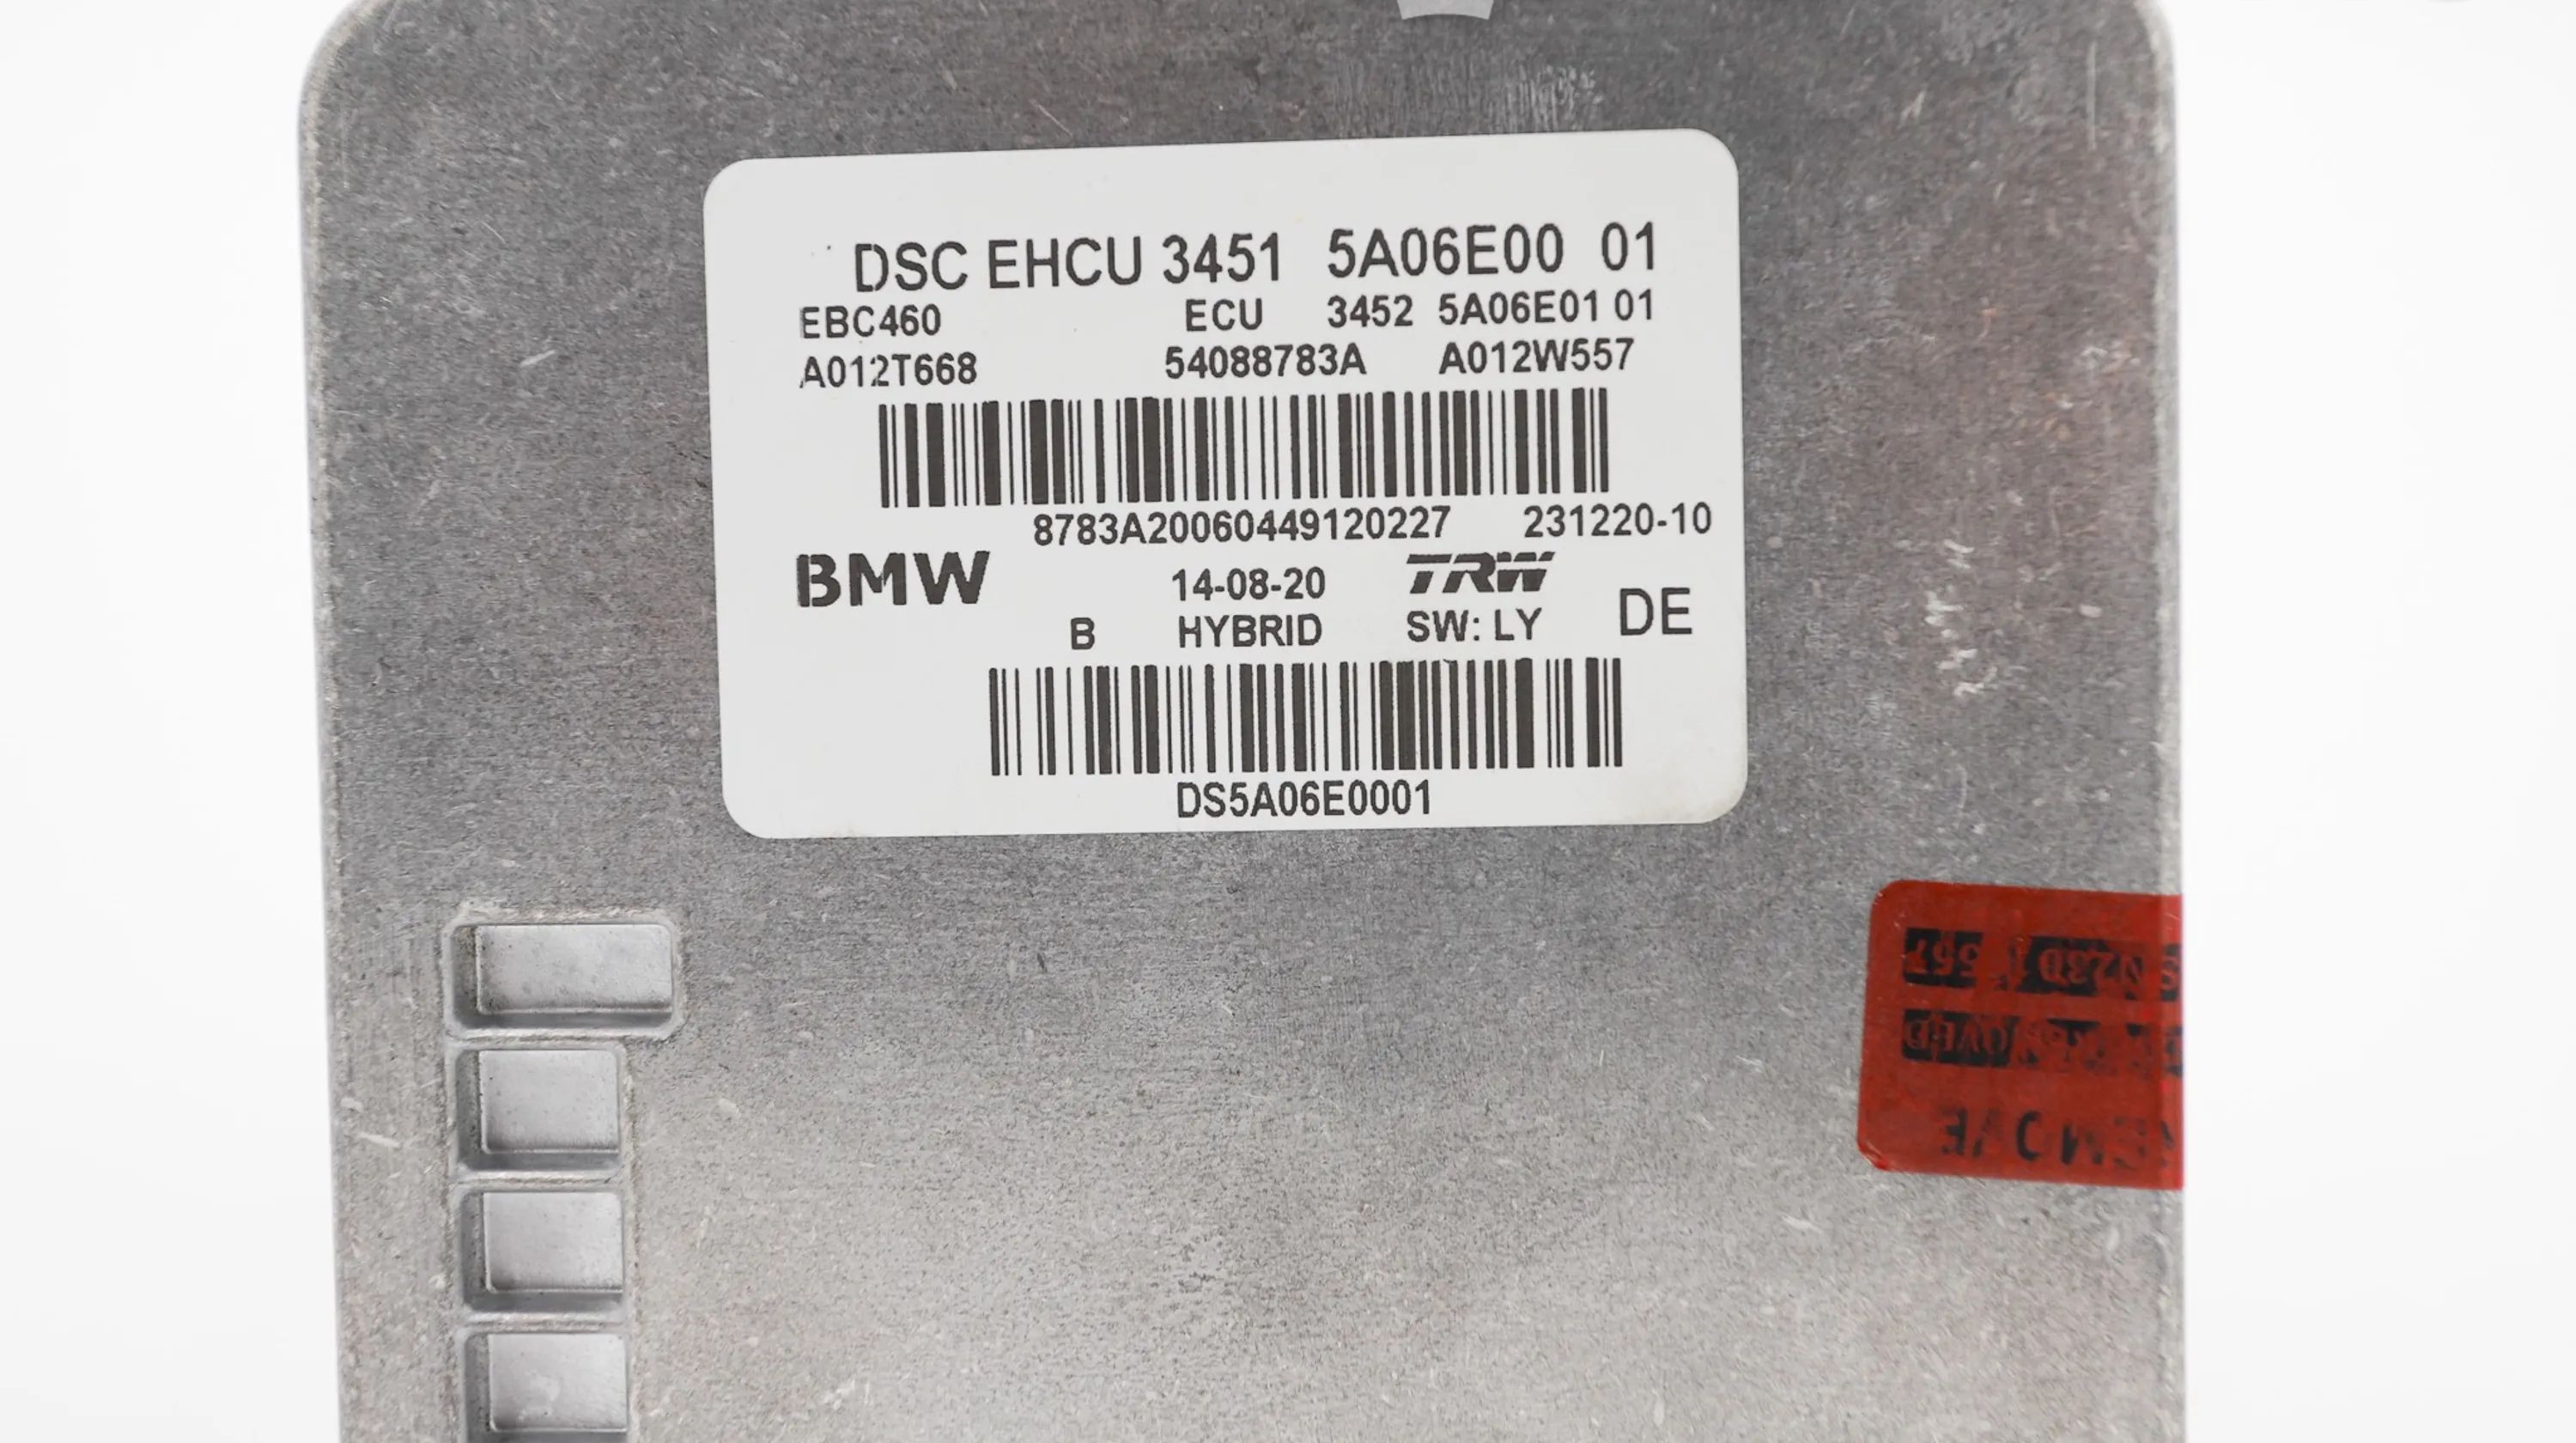 DSC EHCU 3451 5A06E00 01
EBC460 ECU 3452 5A06E01 01
A012T668 54088783A A012W557
8783A20060449120227 231220-10
BMW 14-08-20 TRW
B HYBRID SW: LY DE
DS5A06E0001